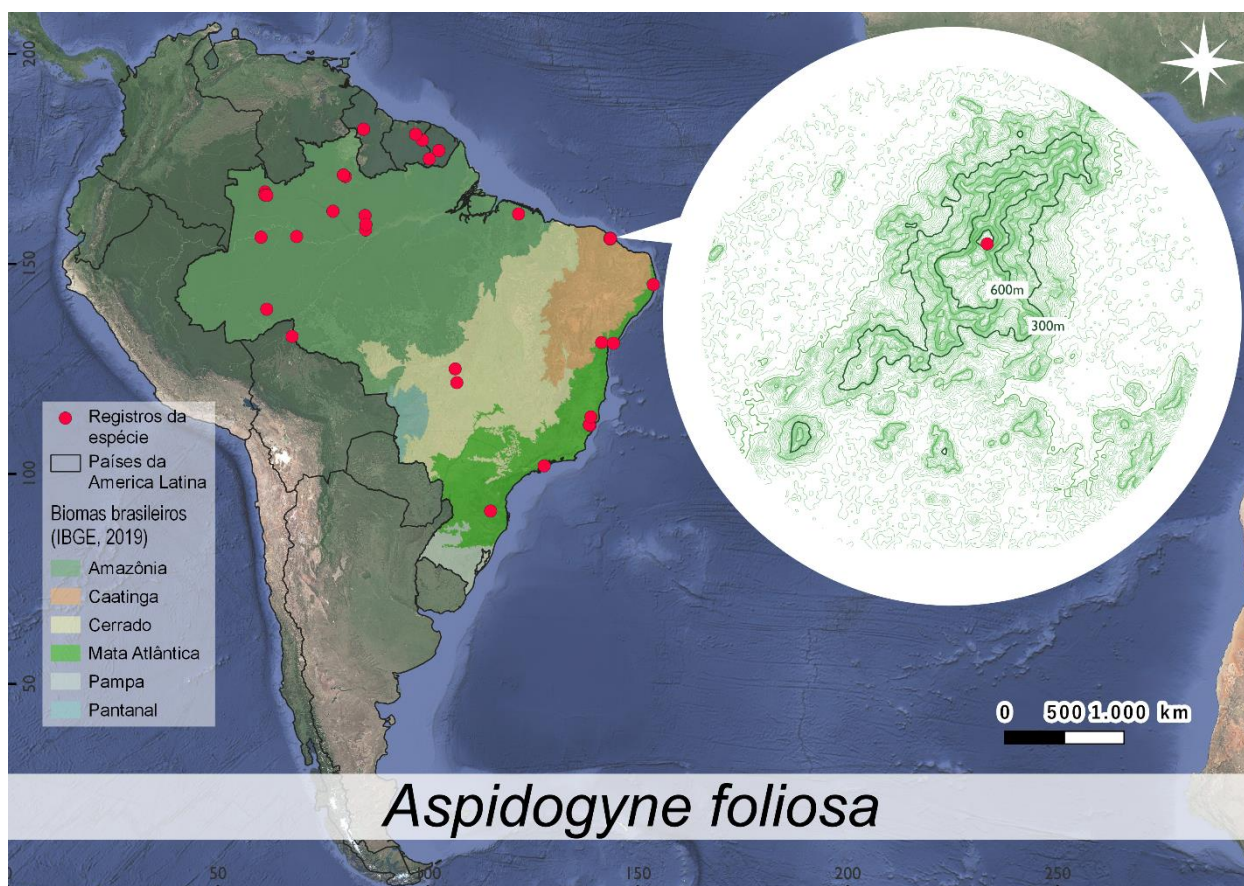 200
150
100
50
600m
300m
Registros da
espécie
Países da
America Latina
Biomas brasileiros
(IBGE, 2019)
Amazônia
Caatinga
Cerrado
Mata Atlântica
Pampa
Pantanal
0 500 1.000 km
Aspidogyne foliosa
0 50 100 150 200 250